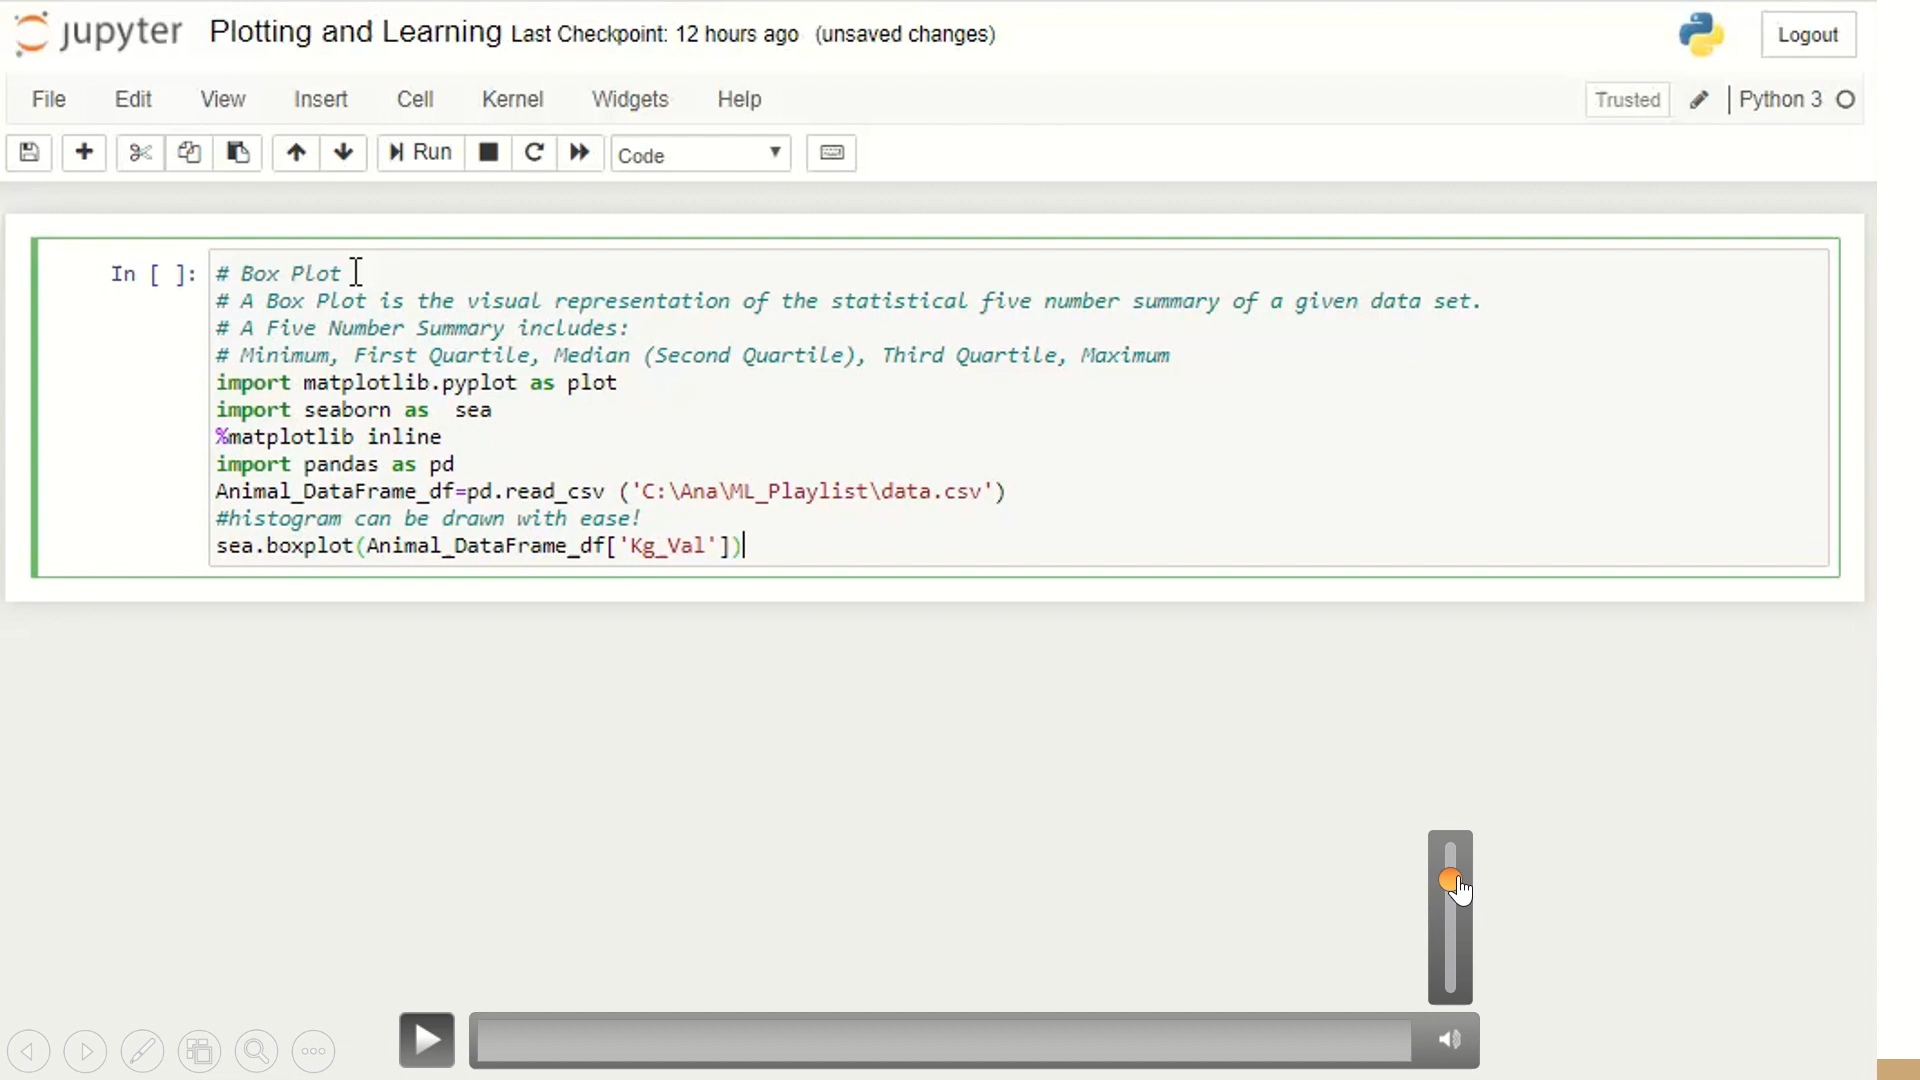 jupyter Plotting and Learning Last Checkpoint: 12 hours ago (unsaved changes) Logout
File Edit View Insert Cell Kernel Widgets Help Trusted Python 3
Run Code
In [ ]: # Box Plot
# A Box Plot is the visual representation of the statistical five number summary of a given data set.
# A Five Number Summary includes:
# Minimum, First Quartile, Median (Second Quartile), Third Quartile, Maximum
import matplotlib.pyplot as plot
import seaborn as  sea
%matplotlib inline
import pandas as pd
Animal_DataFrame_df=pd.read_csv ('C:\Ana\ML_Playlist\data.csv')
#histogram can be drawn with ease!
sea.boxplot(Animal_DataFrame_df['Kg_Val'])